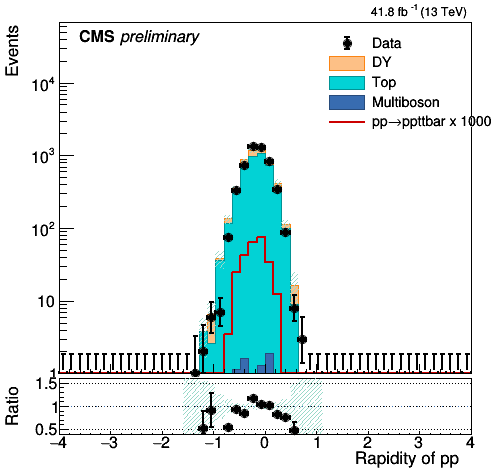 41.8 fb⁻¹ (13 TeV)
CMS preliminary
Events
Data
DY
Top
Multiboson
pp→ppttbar x 1000
10⁴
10³
10²
10
1
Ratio
1.5
1
0.5
−4 −3 −2 −1 0 1 2 3 4
Rapidity of pp